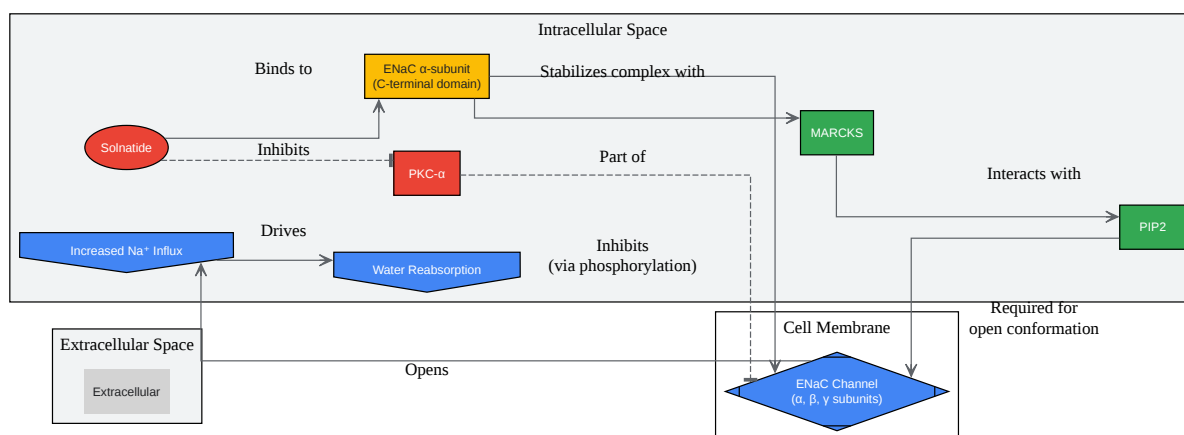 Intracellular Space
Binds to
ENaC α-subunit
(C-terminal domain)
Stabilizes complex with
Solnatide
Inhibits
MARCKS
PKC-α
Part of
Interacts with
PIP2
Increased Na⁺ Influx
Drives
Water Reabsorption
Inhibits
(via phosphorylation)
Required for
open conformation
Extracellular Space
Extracellular
Opens
Cell Membrane
ENaC Channel
(α, β, γ subunits)